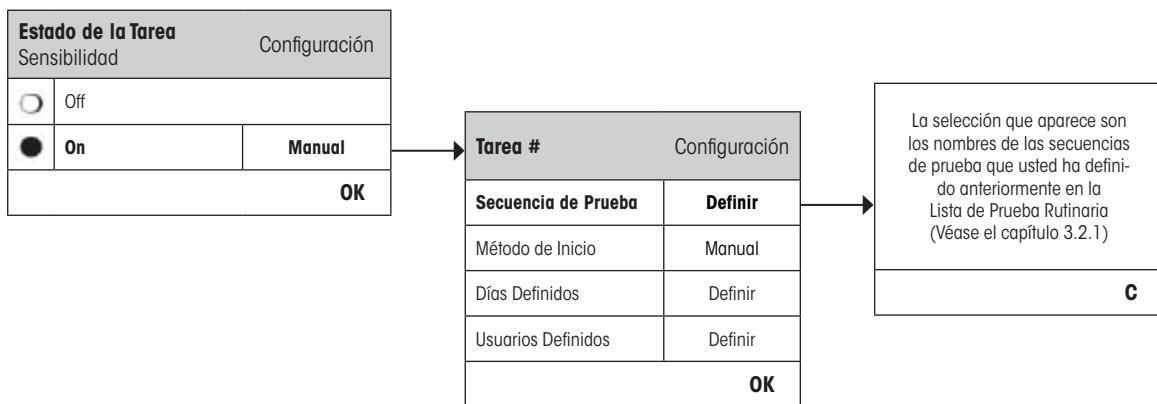 Estado de la Tarea
Sensibilidad
Configuración
Off
On
Manual
OK
Tarea #
Configuración
Secuencia de Prueba
Definir
Método de Inicio
Manual
Días Definidos
Definir
Usuarios Definidos
Definir
OK
La selección que aparece son
los nombres de las secuencias
de prueba que usted ha defini-
do anteriormente en la
Lista de Prueba Rutinaria
(Véase el capítulo 3.2.1)
C